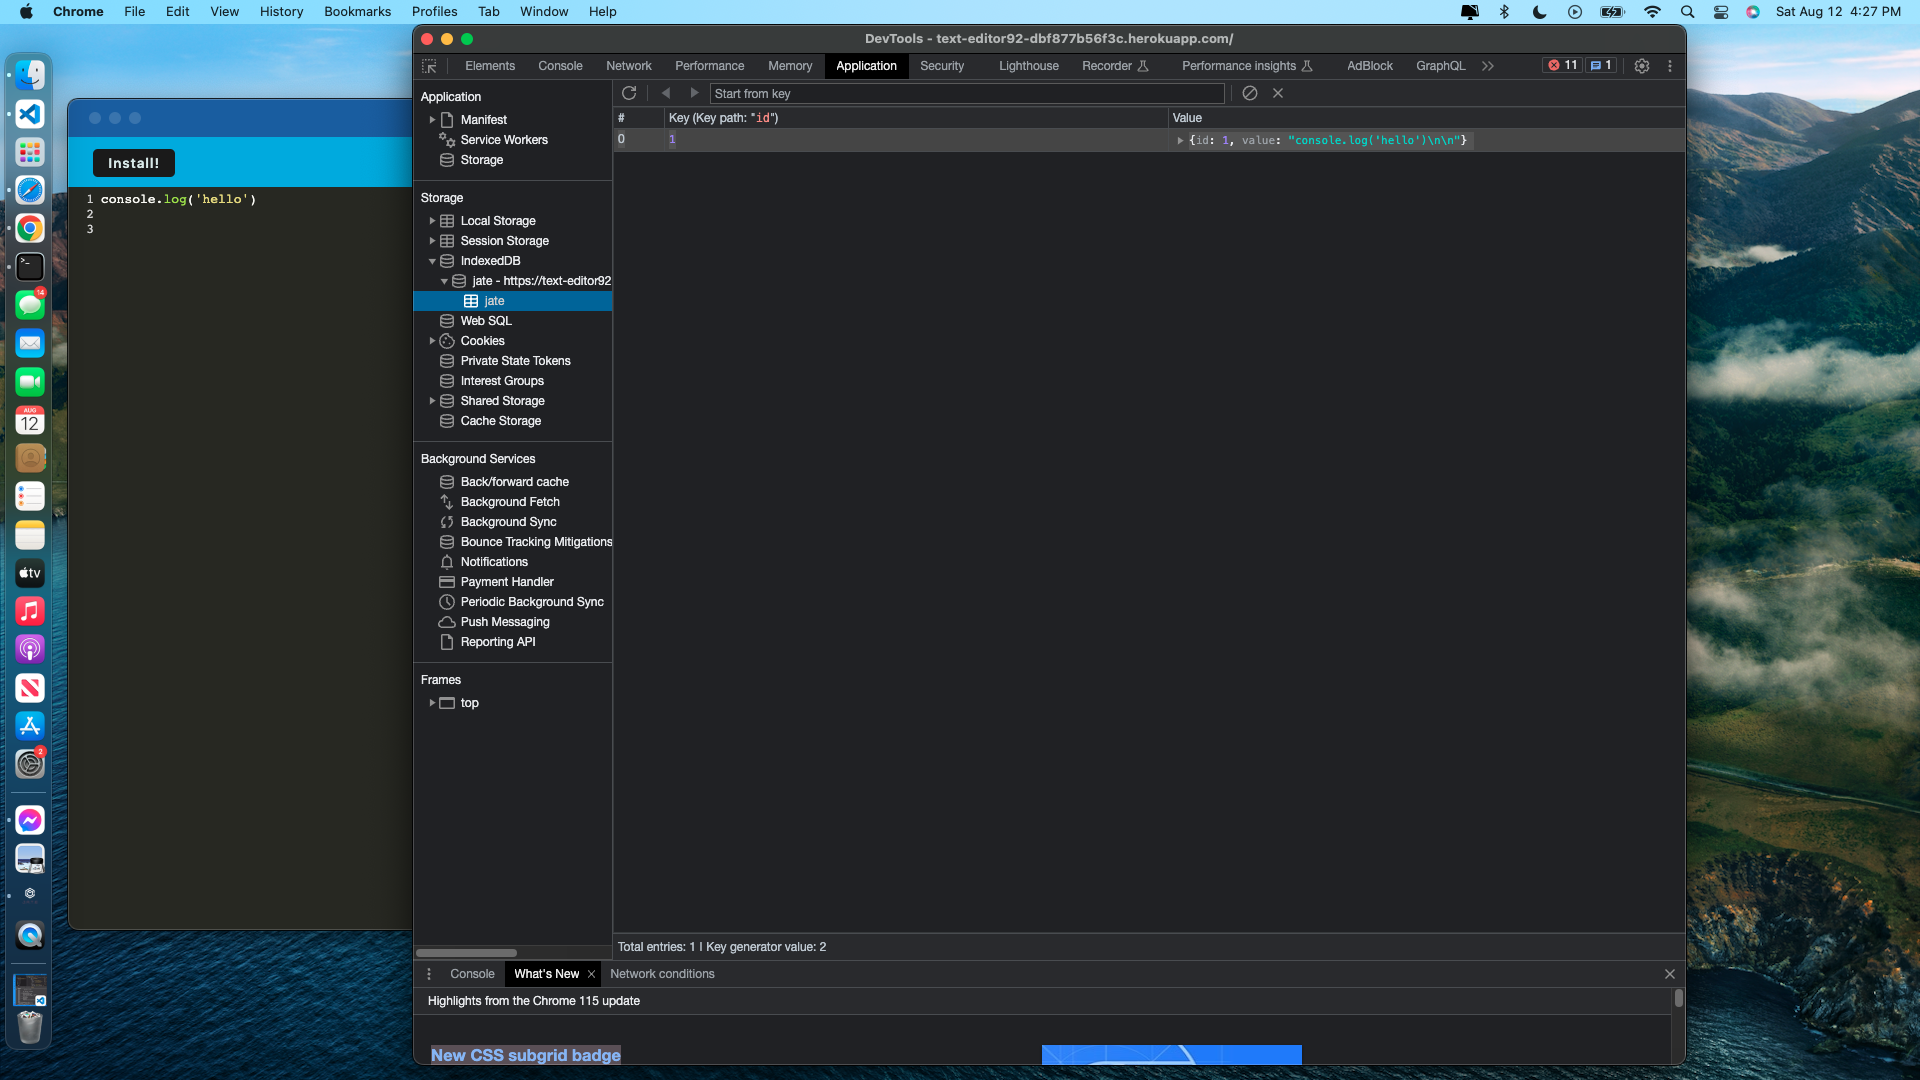 Chrome File Edit View History Bookmarks Profiles Tab Window Help
Sat Aug 12 4:27 PM
DevTools - text-editor92-dbf877b56f3c.herokuapp.com/
Elements Console Network Performance Memory Application Security Lighthouse Recorder Performance insights AdBlock GraphQL 11 1
Install!
1 console.log('hello')
2
3
Application
Manifest
Service Workers
Storage
Storage
Local Storage
Session Storage
IndexedDB
jate - https://text-editor92
jate
Web SQL
Cookies
Private State Tokens
Interest Groups
Shared Storage
Cache Storage
Background Services
Back/forward cache
Background Fetch
Background Sync
Bounce Tracking Mitigations
Notifications
Payment Handler
Periodic Background Sync
Push Messaging
Reporting API
Frames
top
Start from key
# Key (Key path: "id") Value
0 1 {id: 1, value: "console.log('hello')\n\n"}
Total entries: 1 | Key generator value: 2
Console What's New Network conditions
Highlights from the Chrome 115 update
New CSS subgrid badge
14
AUG
12
tv
2